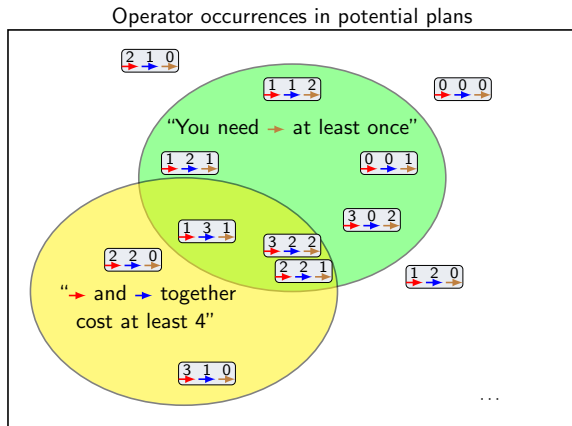 Operator occurrences in potential plans
2 1 0
1 1 2
0 0 0
“You need → at least once”
1 2 1
0 0 1
3 0 2
1 3 1
3 2 2
2 2 0
2 2 1
1 2 0
“→ and → together
cost at least 4”
3 1 0
...